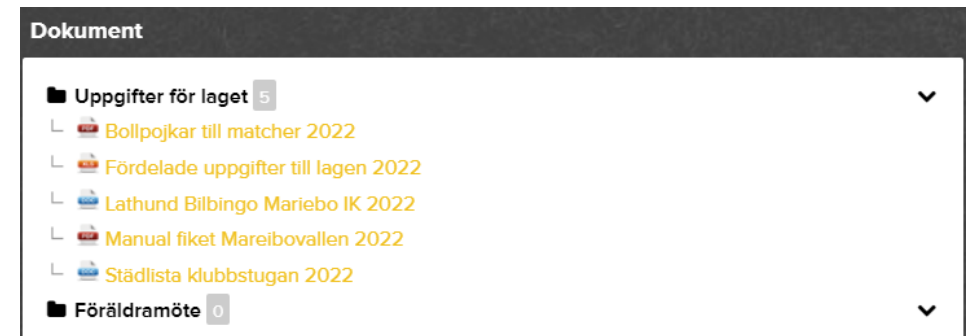 Dokument
Uppgifter för laget 5
Bollpojkar till matcher 2022
Fördelade uppgifter till lagen 2022
Lathund Bilbingo Mariebo IK 2022
Manual fiket Mareibovallen 2022
Städlista klubbstugan 2022
Föräldramöte 0